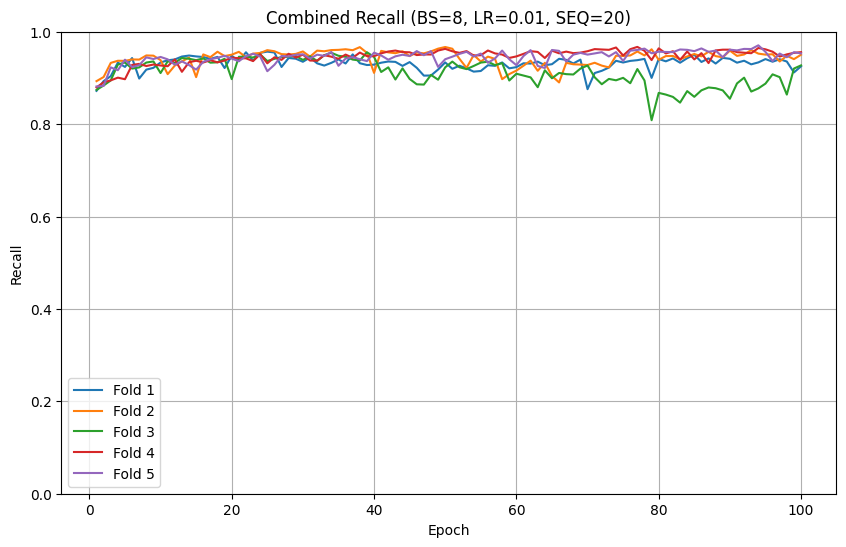 Combined Recall (BS=8, LR=0.01, SEQ=20)
1.0
0.8
0.6
0.4
0.2
0.0
Recall
Fold 1
Fold 2
Fold 3
Fold 4
Fold 5
0 20 40 60 80 100
Epoch